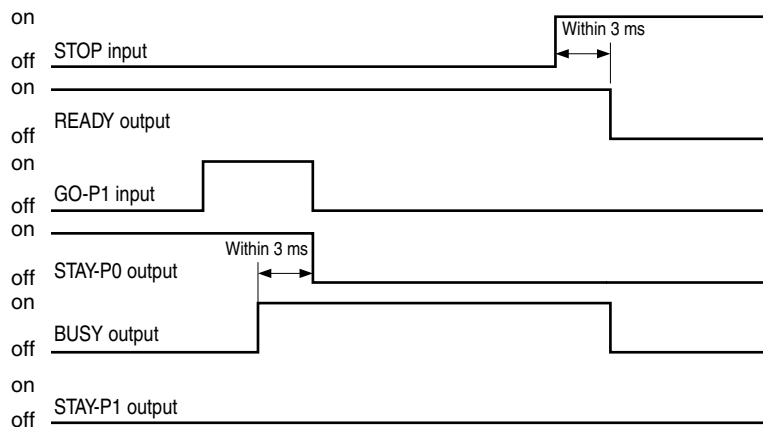 on
Within 3 ms
off STOP input
on
READY output
off
on
GO-P1 input
off
on
Within 3 ms
off STAY-P0 output
on
BUSY output
off
on
STAY-P1 output
off